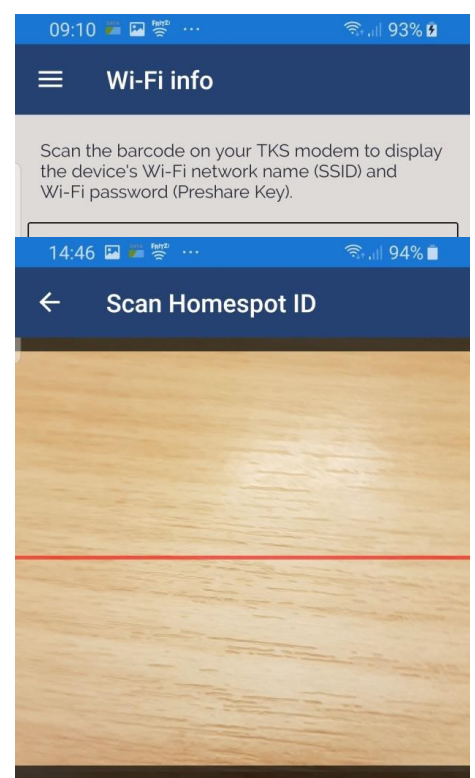 09:10 ··· 93%
Wi-Fi info
Scan the barcode on your TKS modem to display
the device's Wi-Fi network name (SSID) and
Wi-Fi password (Preshare Key).
14:46 ··· 94%
Scan Homespot ID